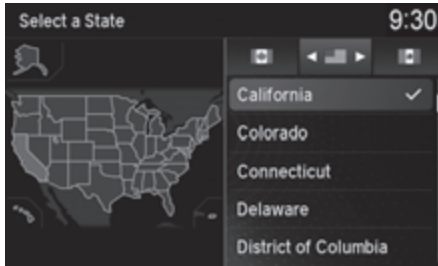 Select a State
9:30
California
Colorado
Connecticut
Delaware
District of Columbia